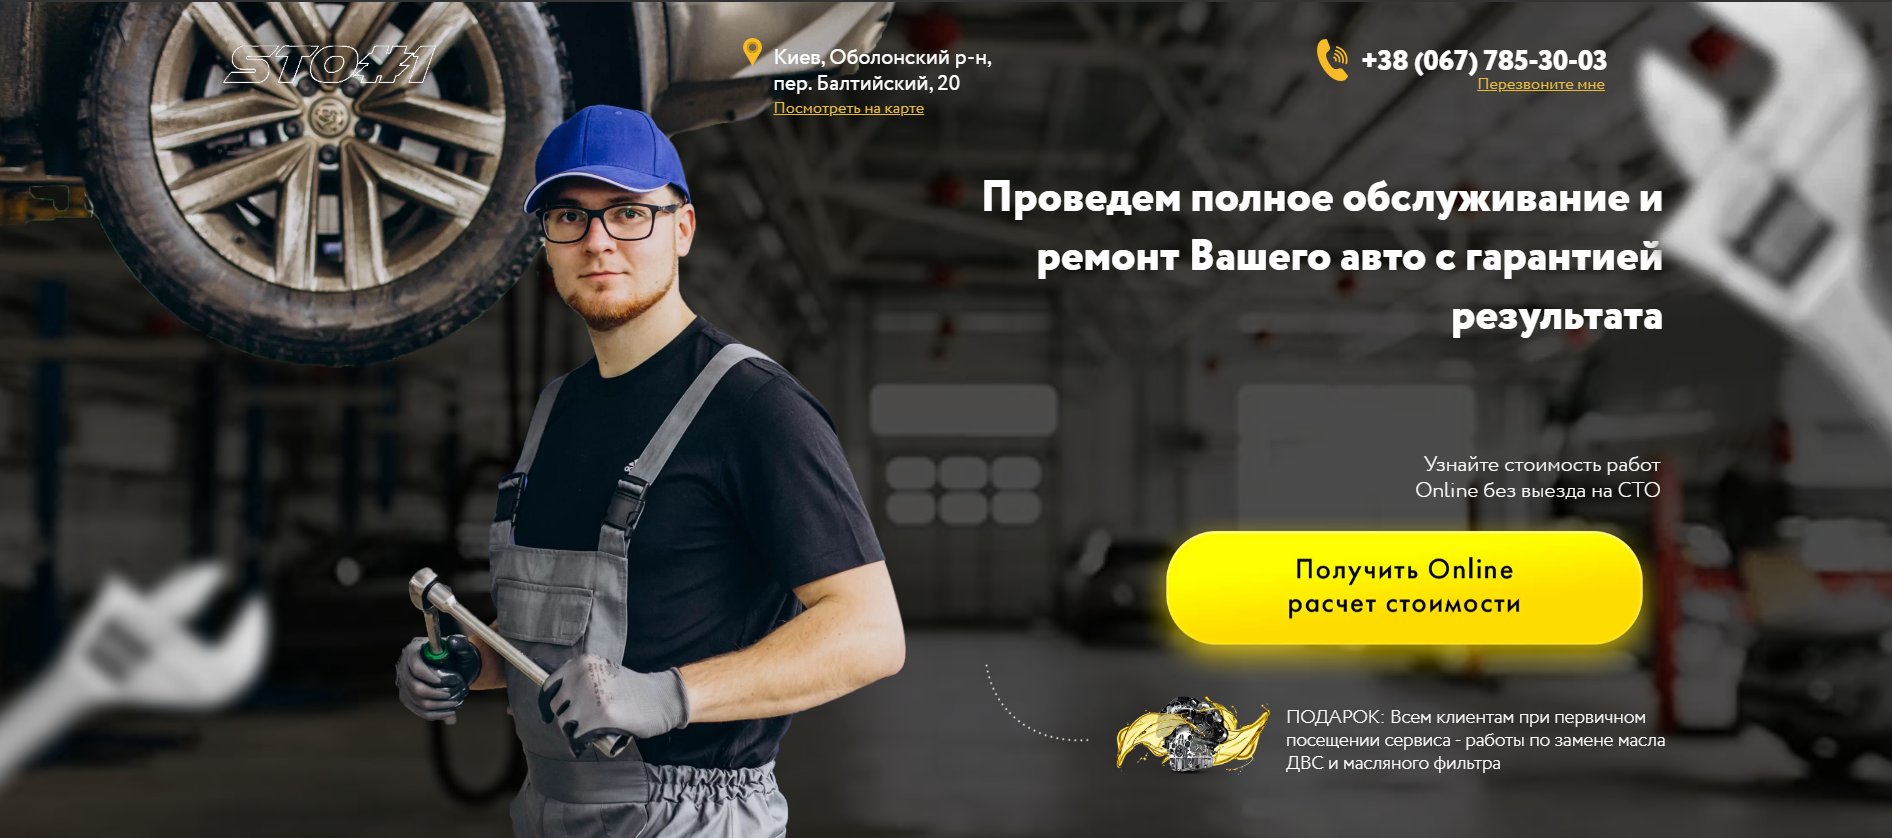 STO#1
Киев, Оболонский р-н,
пер. Балтийский, 20
Посмотреть на карте
+38 (067) 785-30-03
Перезвоните мне
Проведем полное обслуживание и
ремонт Вашего авто с гарантией
результата
Узнайте стоимость работ
Online без выезда на СТО
Получить Online
расчет стоимости
ПОДАРОК: Всем клиентам при первичном
посещении сервиса - работы по замене масла
ДВС и масляного фильтра